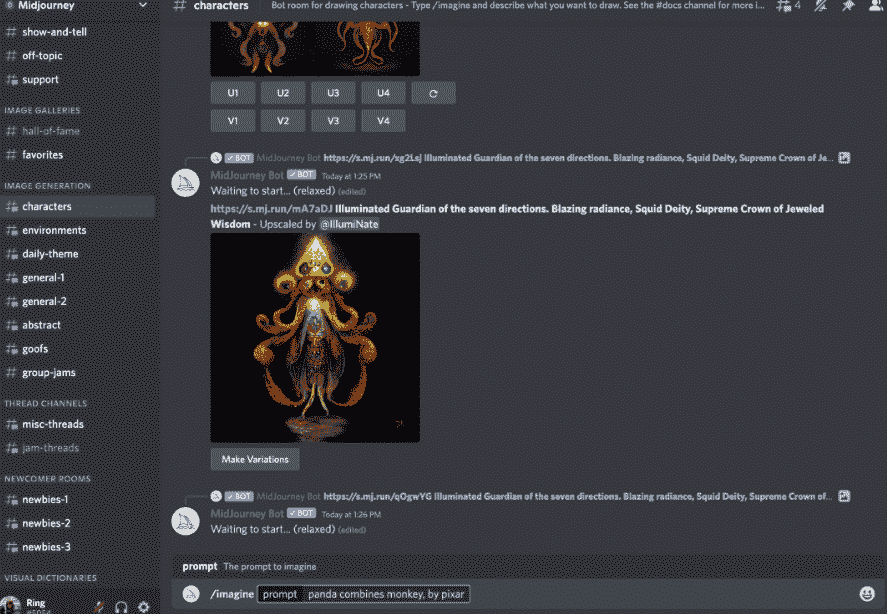 Midjourney
# show-and-tell
# off-topic
# support
IMAGE GALLERIES
# hall-of-fame
# favorites
IMAGE GENERATION
# characters
# environments
# daily-theme
# general-1
# general-2
# abstract
# goofs
# group-jams
THREAD CHANNELS
# misc-threads
# jam-threads
NEWCOMER ROOMS
# newbies-1
# newbies-2
# newbies-3
VISUAL DICTIONARIES
Ring
# characters Bot room for drawing characters - Type /imagine and describe what you want to draw. See the #docs channel for more i... 4
U1 U2 U3 U4
V1 V2 V3 V4
✓ BOT MidJourney Bot https://s.mj.run/xg2Lsj Illuminated Guardian of the seven directions. Blazing radiance, Squid Deity, Supreme Crown of Je...
MidJourney Bot ✓ BOT Today at 1:25 PM
Waiting to start... (relaxed) (edited)
https://s.mj.run/mA7aDJ Illuminated Guardian of the seven directions. Blazing radiance, Squid Deity, Supreme Crown of Jeweled
Wisdom - Upscaled by @IllumiNate
Make Variations
✓ BOT MidJourney Bot https://s.mj.run/qOgwYG Illuminated Guardian of the seven directions. Blazing radiance, Squid Deity, Supreme Crown of...
MidJourney Bot ✓ BOT Today at 1:26 PM
Waiting to start... (relaxed) (edited)
prompt The prompt to imagine
/imagine prompt panda combines monkey, by pixar